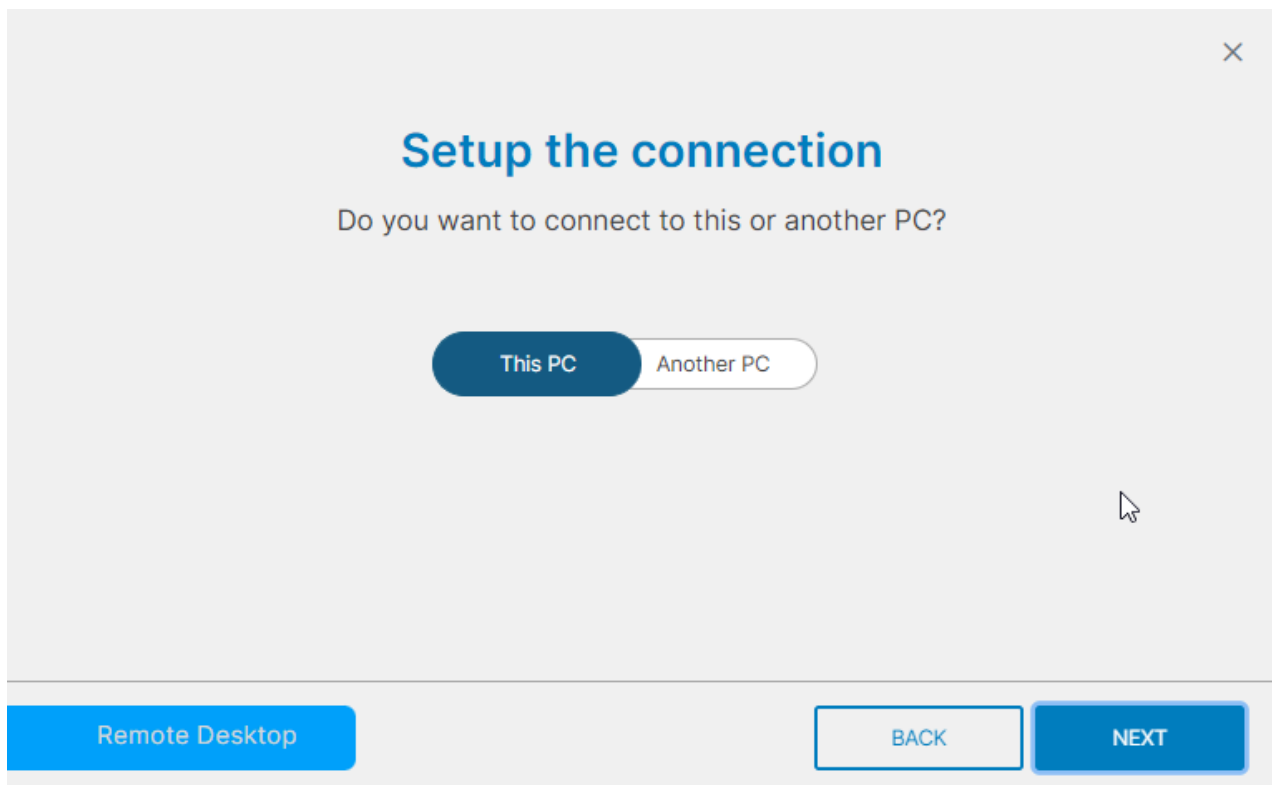 Setup the connection
Do you want to connect to this or another PC?
This PC Another PC
Remote Desktop BACK NEXT